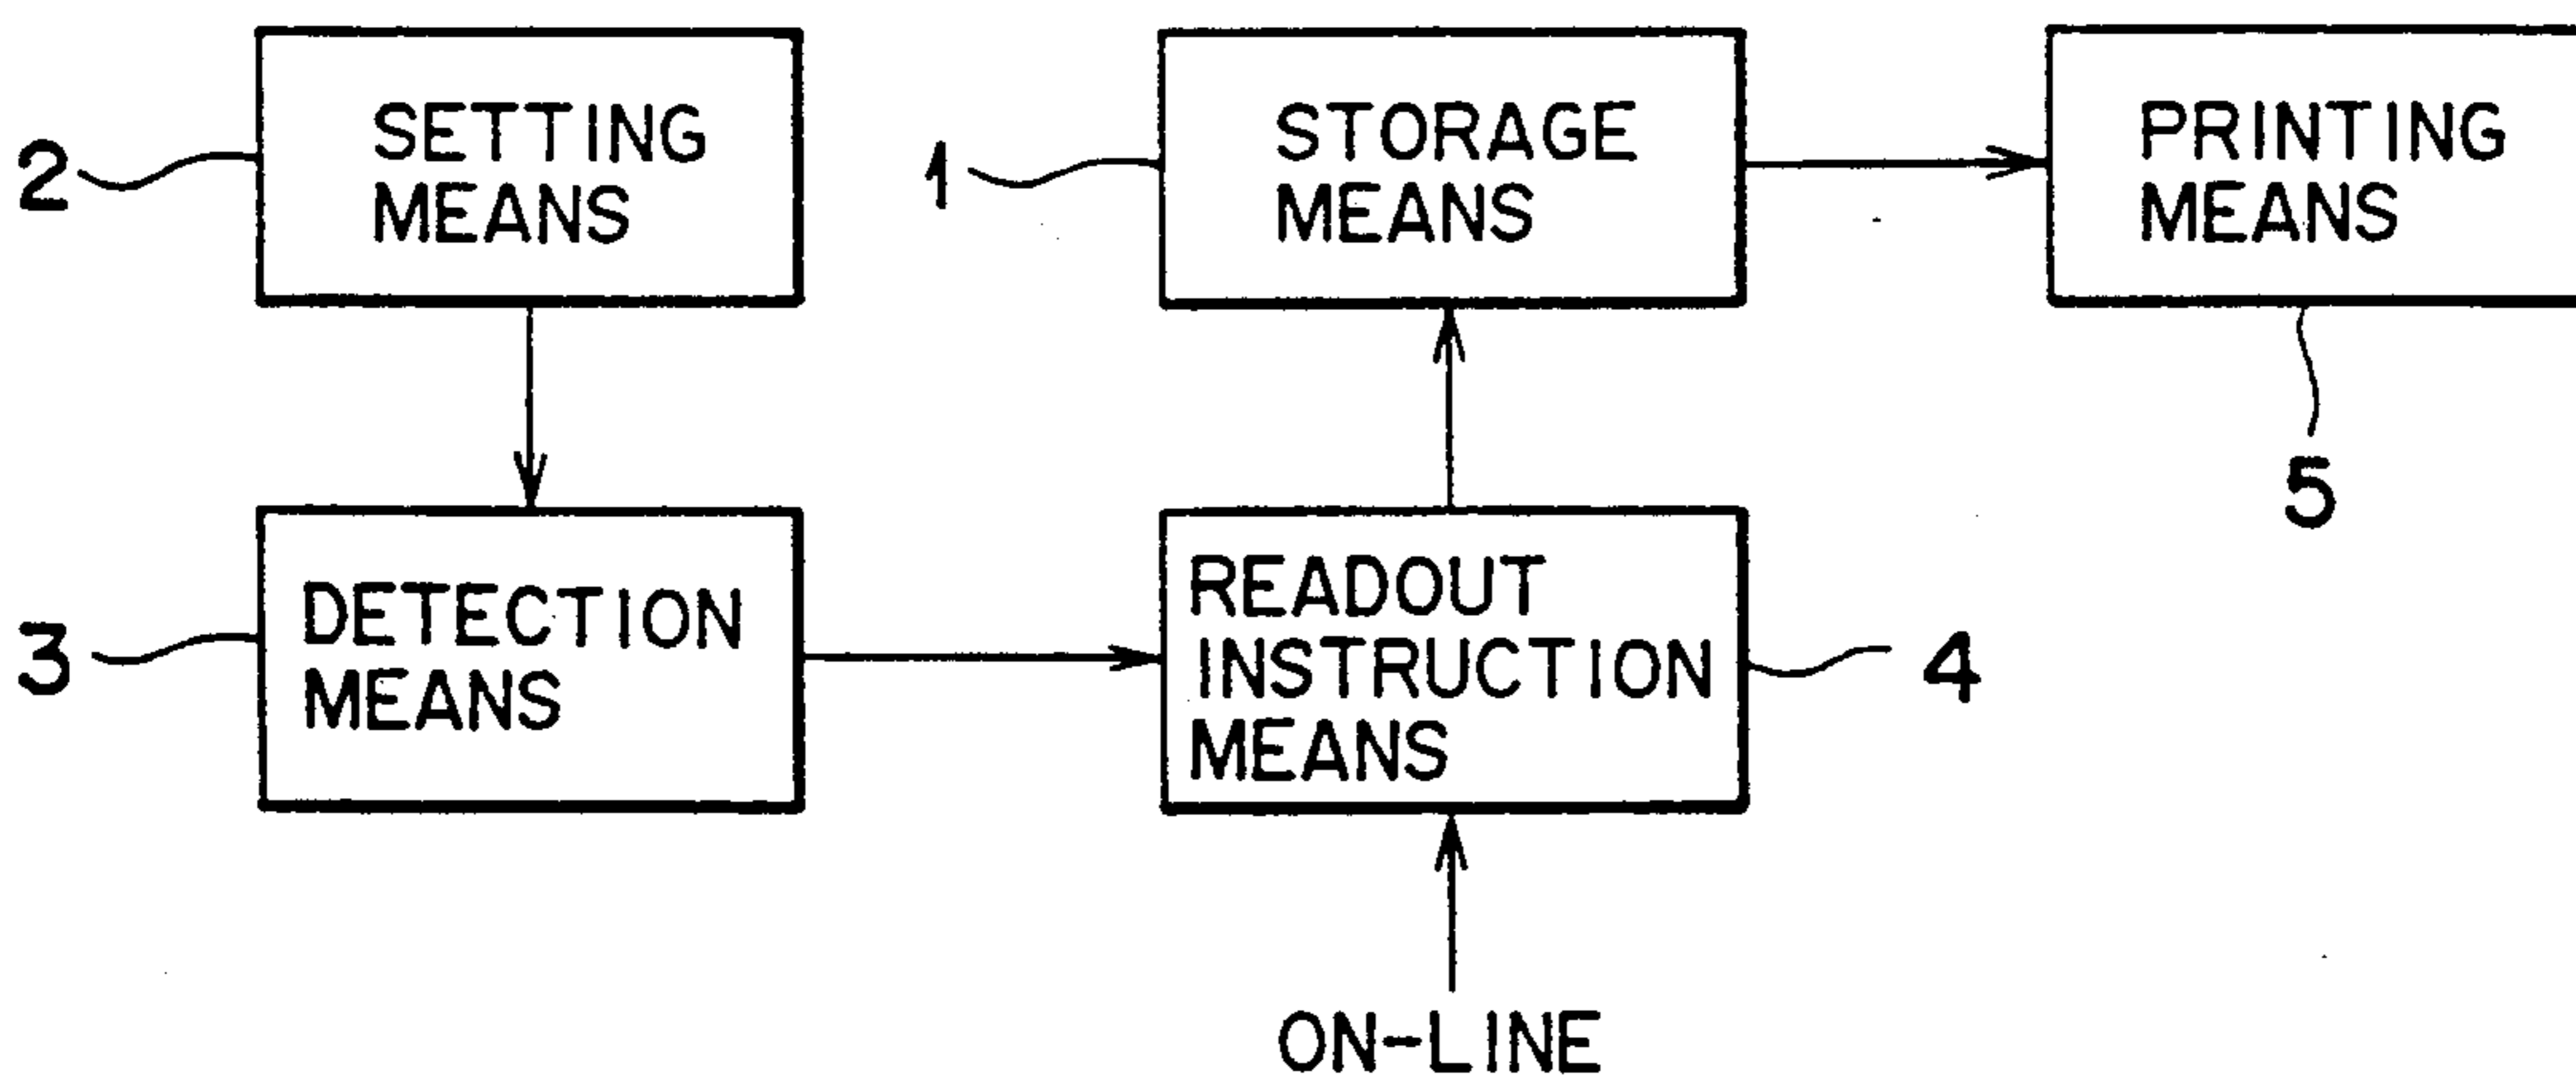 2
SETTING
MEANS
1
STORAGE
MEANS
PRINTING
MEANS
5
3
DETECTION
MEANS
READOUT
INSTRUCTION
MEANS
4
ON-LINE